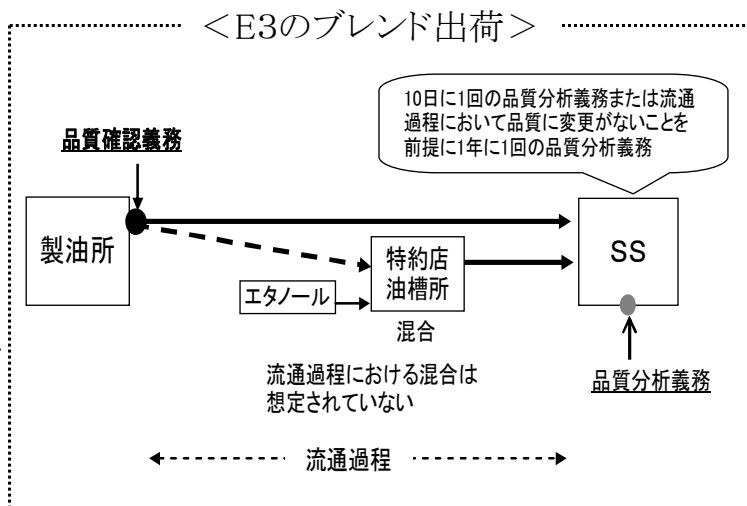 ＜E3のブレンド出荷＞
10日に1回の品質分析義務または流通
過程において品質に変更がないことを
前提に1年に1回の品質分析義務
品質確認義務
製油所
特約店
油槽所
SS
エタノール
混合
流通過程における混合は
想定されていない
品質分析義務
流通過程